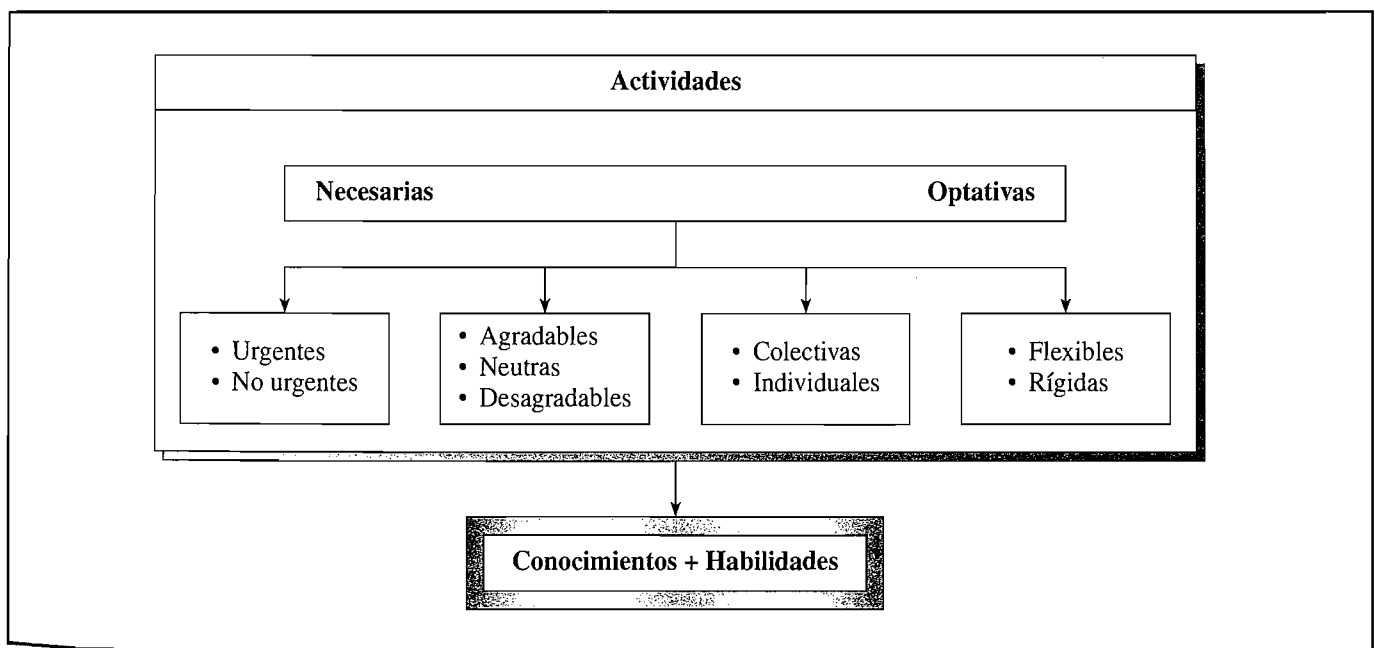 Actividades
Necesarias Optativas
• Urgentes
• No urgentes
• Agradables
• Neutras
• Desagradables
• Colectivas
• Individuales
• Flexibles
• Rígidas
Conocimientos + Habilidades